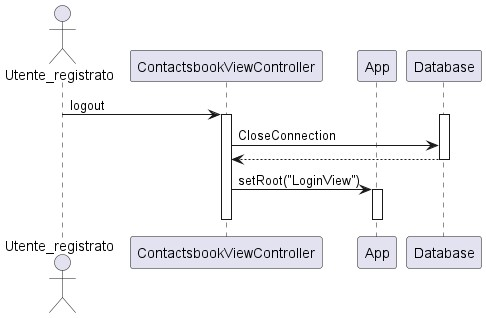 Utente_registrato
ContactsbookViewController
App
Database
logout
CloseConnection
setRoot("LoginView")
Utente_registrato
ContactsbookViewController
App
Database